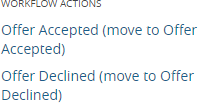 WORKFLOW ACTIONS
Offer Accepted (move to Offer
Accepted)
Offer Declined (move to Offer
Declined)